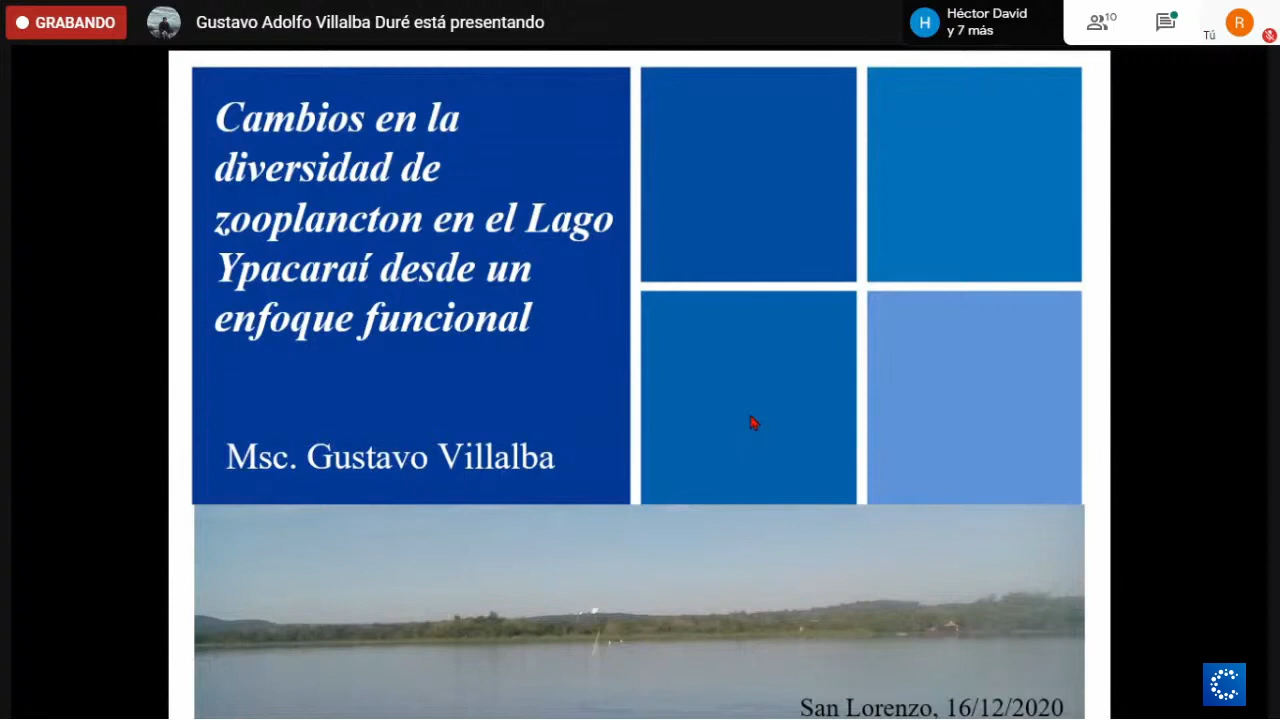 GRABANDO
Gustavo Adolfo Villalba Duré está presentando
H
Héctor David
y 7 más
10
Tú
R
Cambios en la
diversidad de
zooplancton en el Lago
Ypacaraí desde un
enfoque funcional
Msc. Gustavo Villalba
San Lorenzo, 16/12/2020